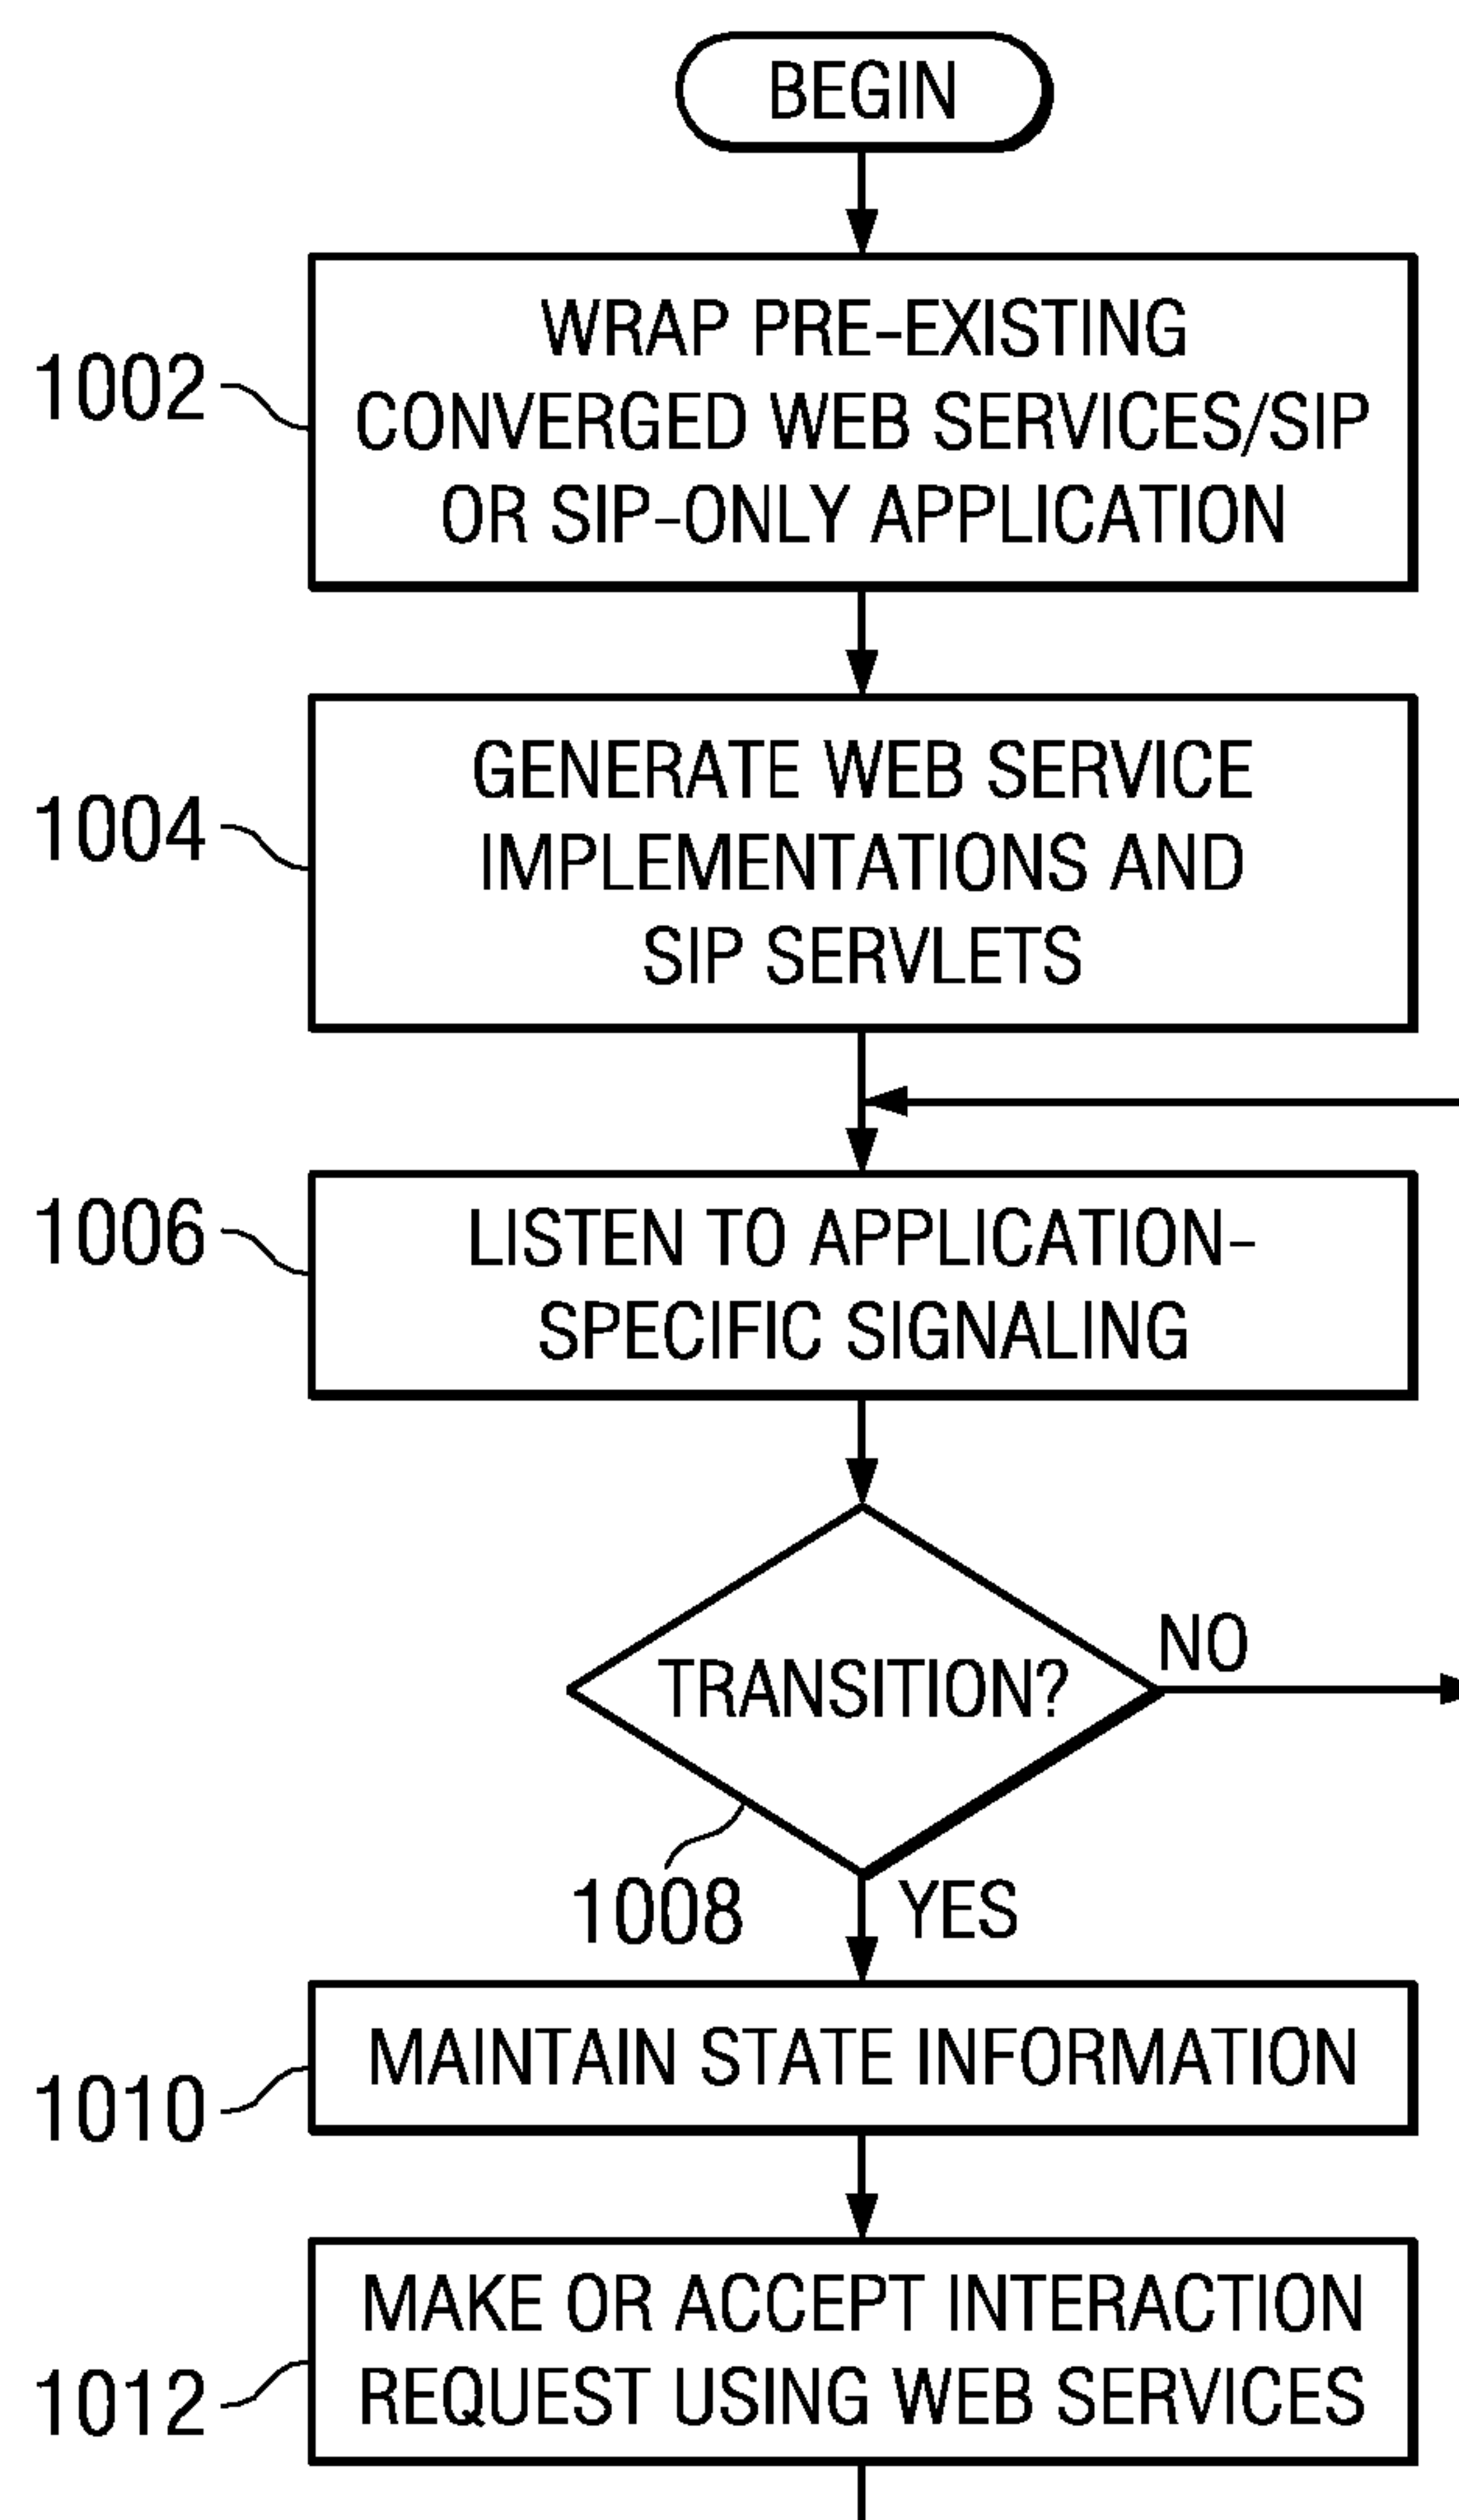 BEGIN
1002
WRAP PRE-EXISTING
CONVERGED WEB SERVICES/SIP
OR SIP-ONLY APPLICATION
1004
GENERATE WEB SERVICE
IMPLEMENTATIONS AND
SIP SERVLETS
1006
LISTEN TO APPLICATION-
SPECIFIC SIGNALING
TRANSITION?
NO
1008
YES
1010
MAINTAIN STATE INFORMATION
1012
MAKE OR ACCEPT INTERACTION
REQUEST USING WEB SERVICES